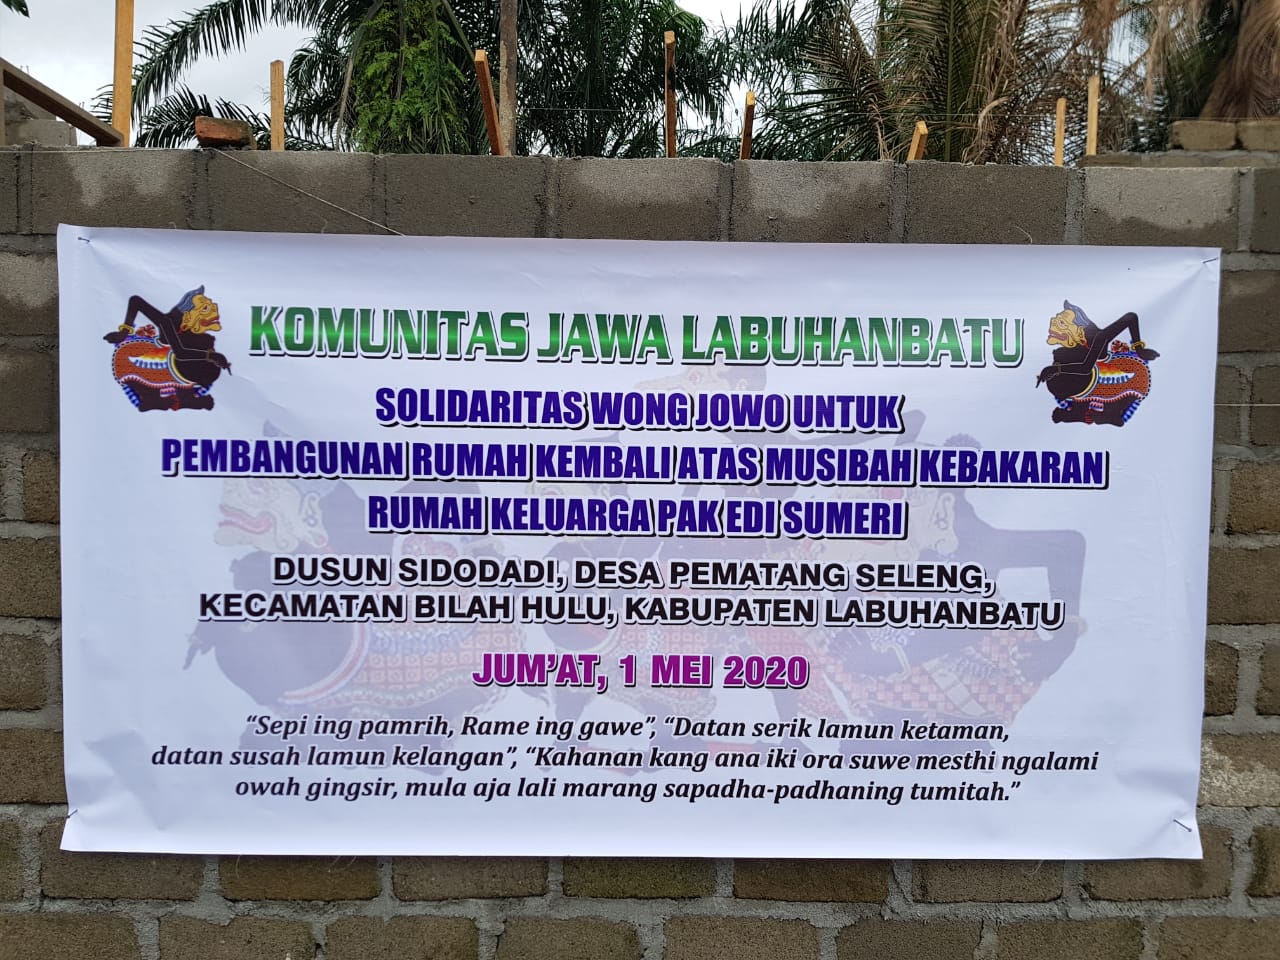 KOMUNITAS JAWA LABUHANBATU
SOLIDARITAS WONG JOWO UNTUK
PEMBANGUNAN RUMAH KEMBALI ATAS MUSIBAH KEBAKARAN
RUMAH KELUARGA PAK EDI SUMERI
DUSUN SIDODADI, DESA PEMATANG SELENG,
KECAMATAN BILAH HULU, KABUPATEN LABUHANBATU
JUM'AT, 1 MEI 2020
“Sepi ing pamrih, Rame ing gawe”, “Datan serik lamun ketaman,
datan susah lamun kelangan”, “Kahanan kang ana iki ora suwe mesthi ngalami
owah gingsir, mula aja lali marang sapadha-padhaning tumitah.”